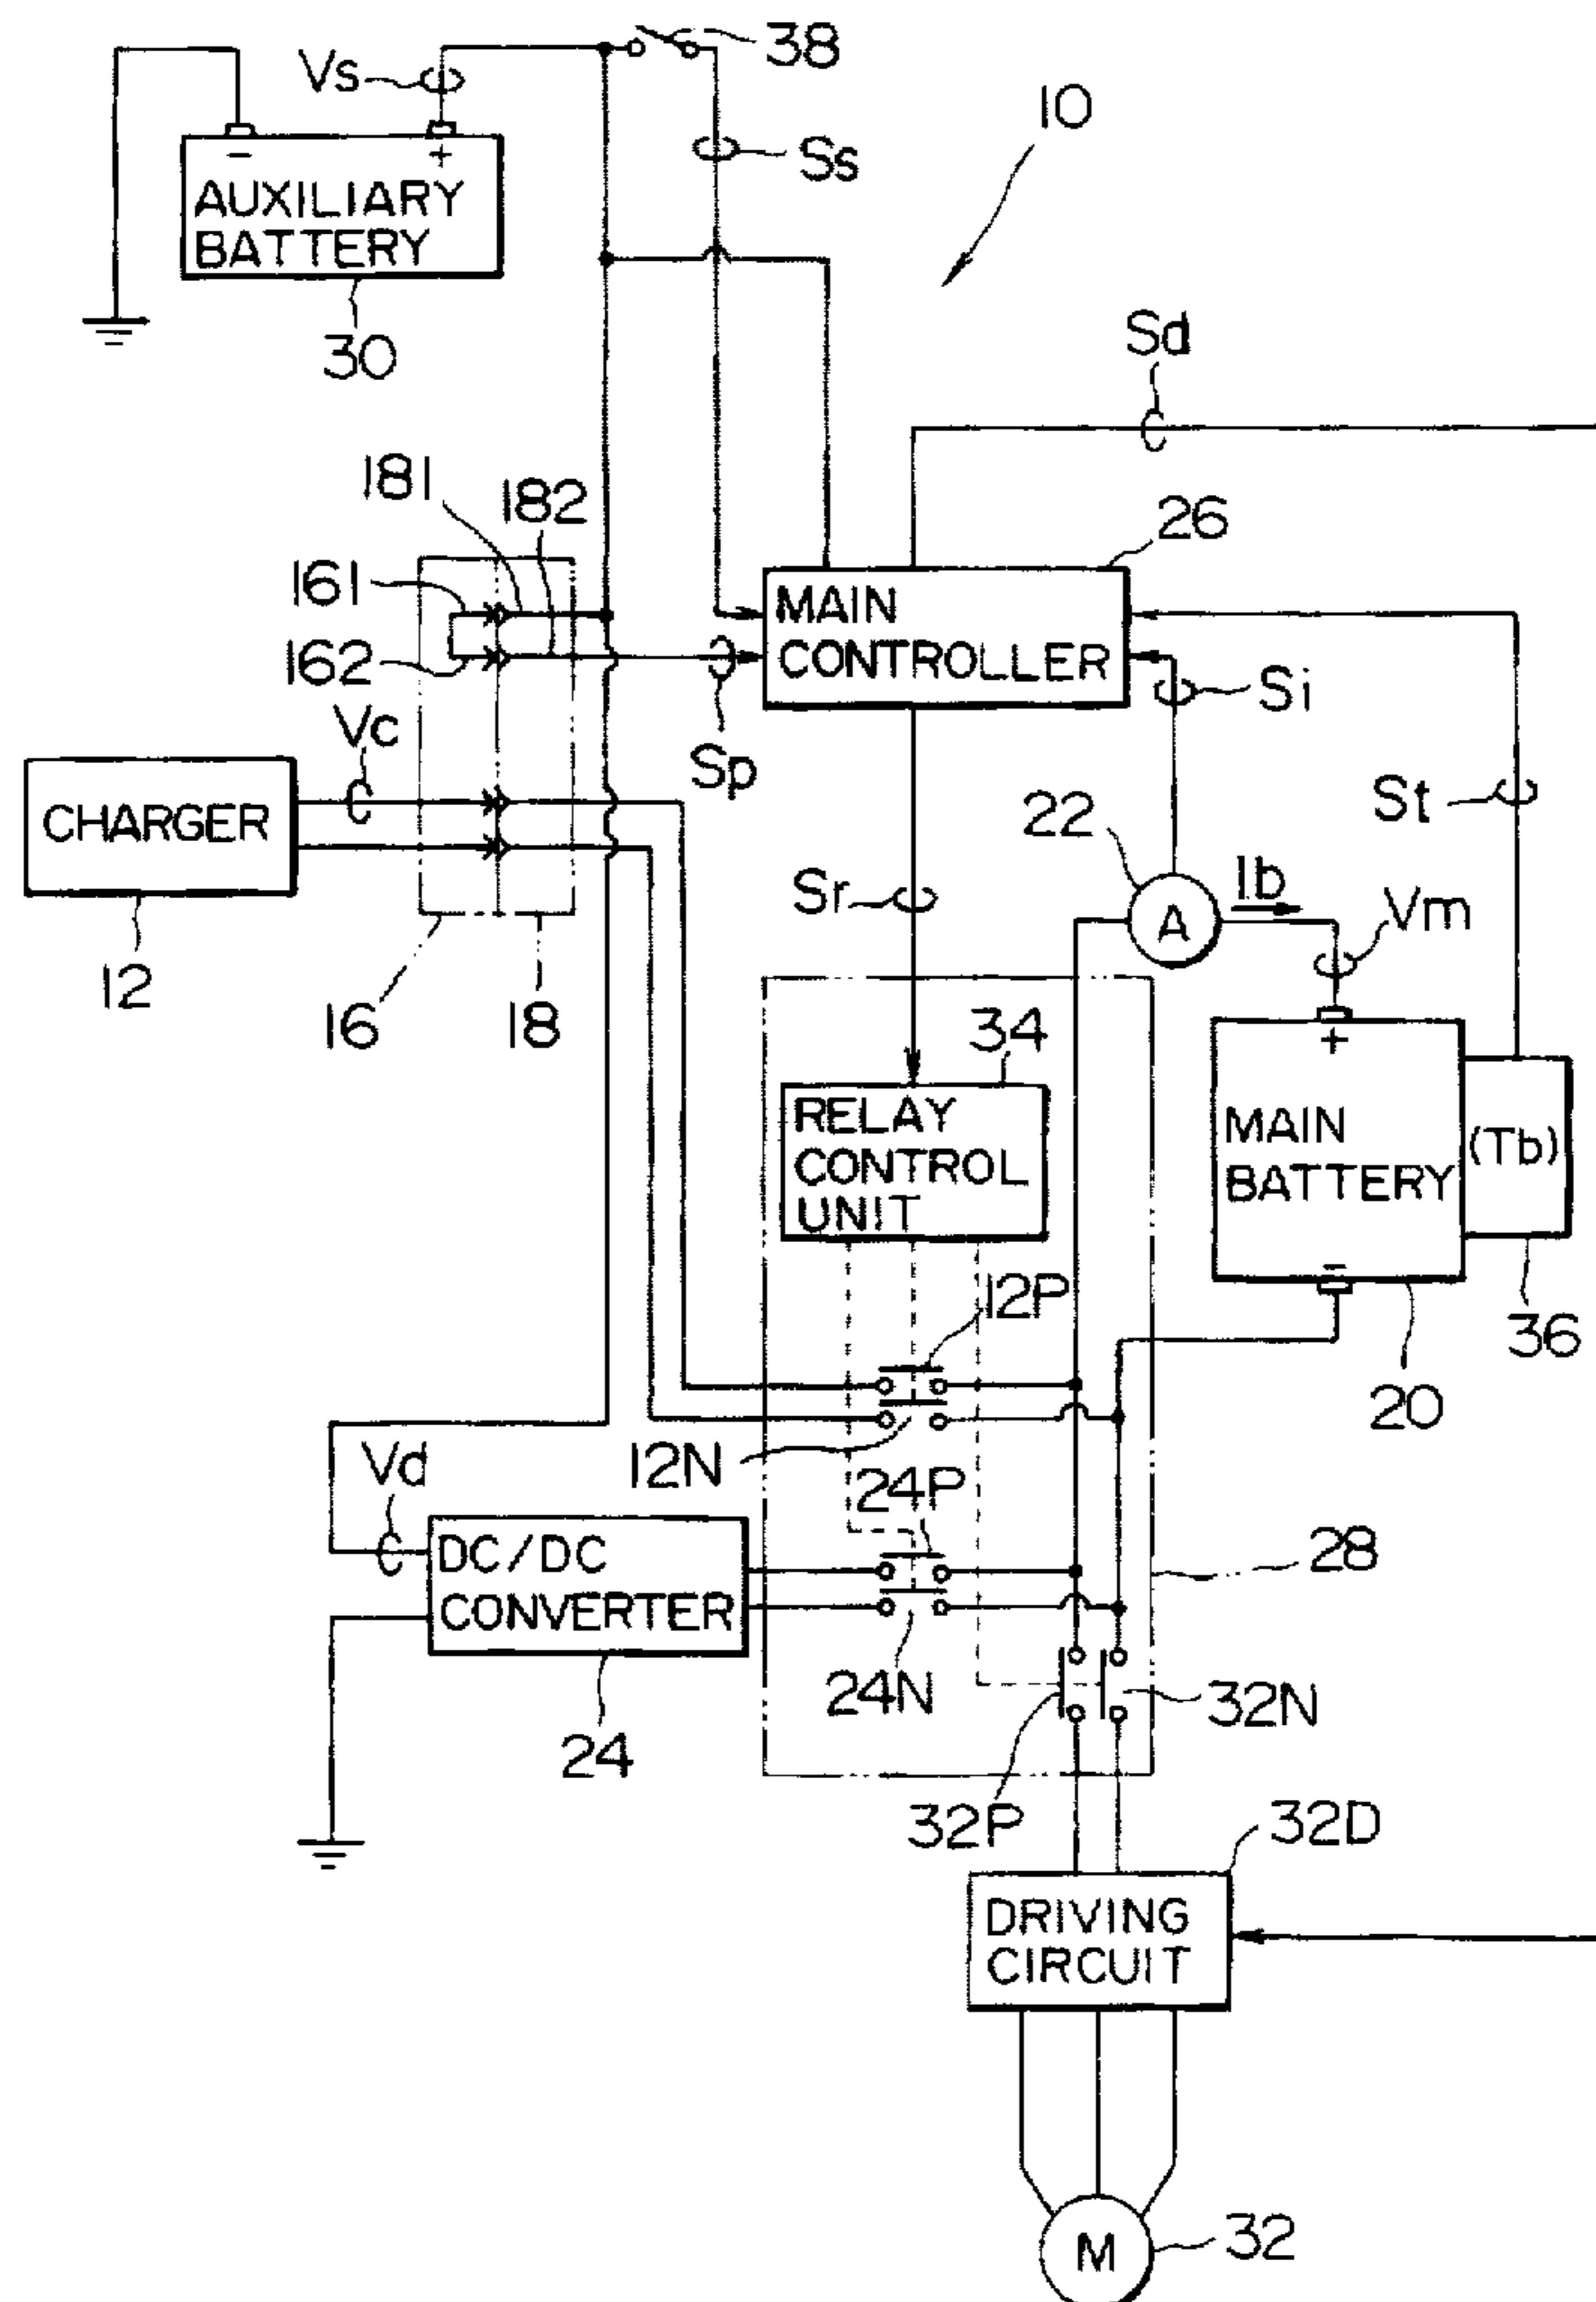 38
Vs
10
Ss
- +
AUXILIARY
BATTERY
30
Sd
181
182
26
161
MAIN
CONTROLLER
162
Si
Vc
Sp
St
CHARGER
22
Ib
Sr
A
Vm
12
16
18
34
+
RELAY
CONTROL
UNIT
MAIN
BATTERY
(Tb)
-
12P
36
20
12N
Vd
24P
DC/DC
CONVERTER
28
24N
32N
24
32P
32D
DRIVING
CIRCUIT
M
32